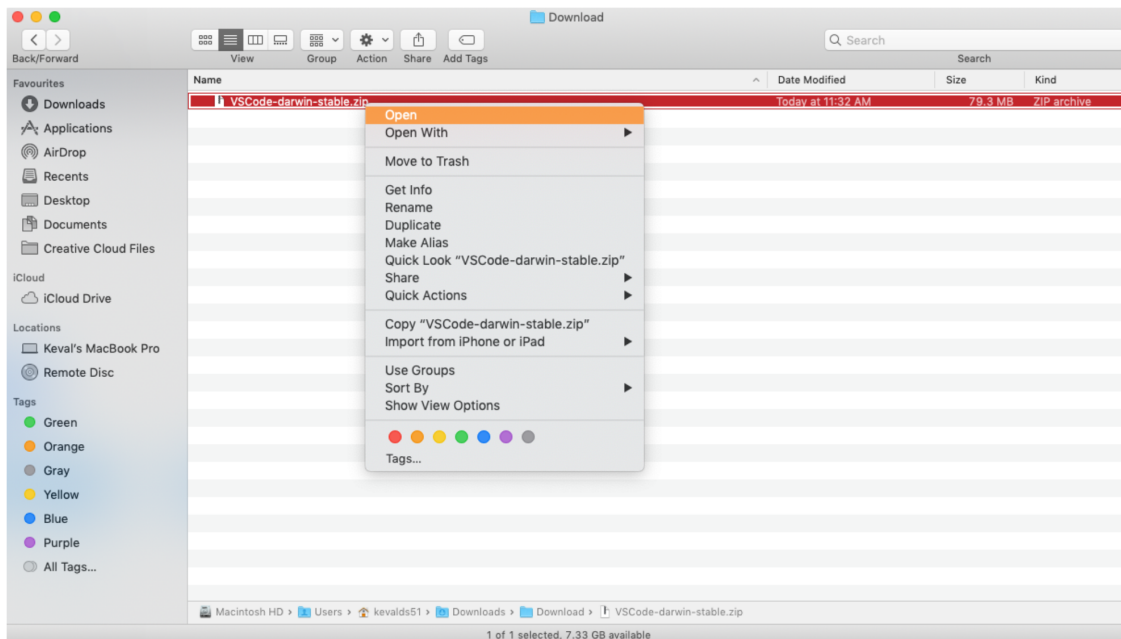 Download
Search
Back/Forward View Group Action Share Add Tags Search
Favourites
Downloads
Applications
AirDrop
Recents
Desktop
Documents
Creative Cloud Files
iCloud
iCloud Drive
Locations
Keval's MacBook Pro
Remote Disc
Tags
Green
Orange
Gray
Yellow
Blue
Purple
All Tags...
Name Date Modified Size Kind
VSCode-darwin-stable.zip Today at 11:32 AM 79.3 MB ZIP archive
Open
Open With
Move to Trash
Get Info
Rename
Duplicate
Make Alias
Quick Look “VSCode-darwin-stable.zip”
Share
Quick Actions
Copy “VSCode-darwin-stable.zip”
Import from iPhone or iPad
Use Groups
Sort By
Show View Options
Tags...
Macintosh HD › Users › kevalds51 › Downloads › Download › VSCode-darwin-stable.zip
1 of 1 selected, 7.33 GB available